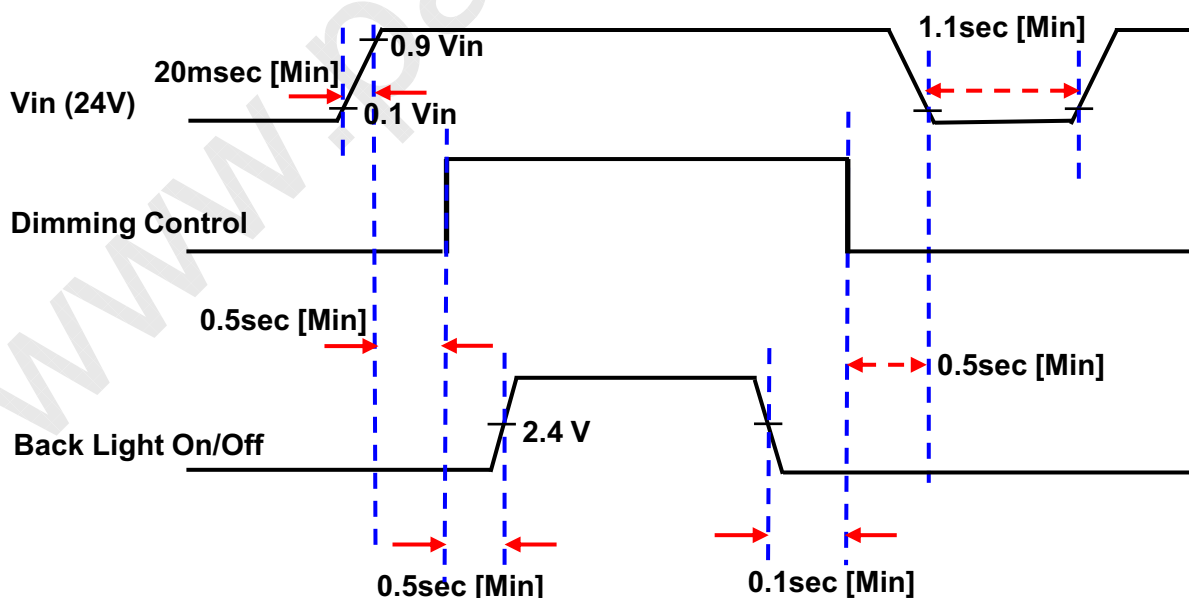 1.1sec [Min]
0.9 Vin
20msec [Min]
Vin (24V)
0.1 Vin
Dimming Control
0.5sec [Min]
0.5sec [Min]
2.4 V
Back Light On/Off
0.5sec [Min]
0.1sec [Min]